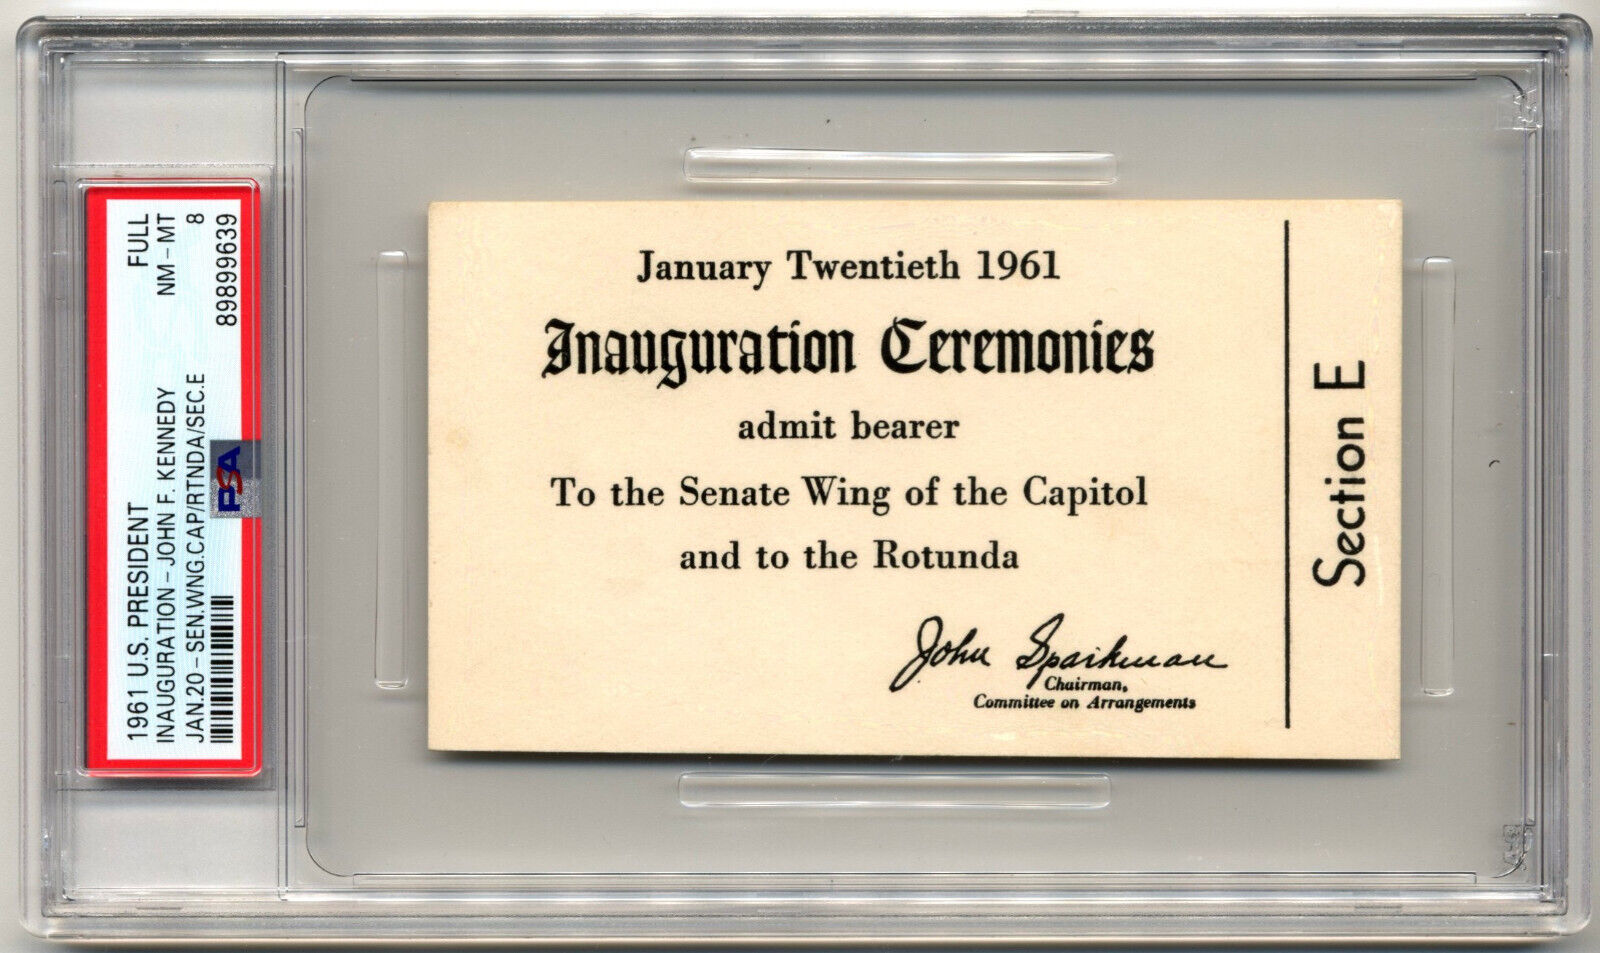 1961 U.S. PRESIDENT FULL
INAUGURATION - JOHN F. KENNEDY NM - MT
JAN.20 - SEN.WNG.CAP/RTNDA/SEC.E 8
PSA 89899639
January Twentieth 1961
Inauguration Ceremonies
admit bearer
To the Senate Wing of the Capitol
and to the Rotunda
John Sparkman
Chairman,
Committee on Arrangements
Section E